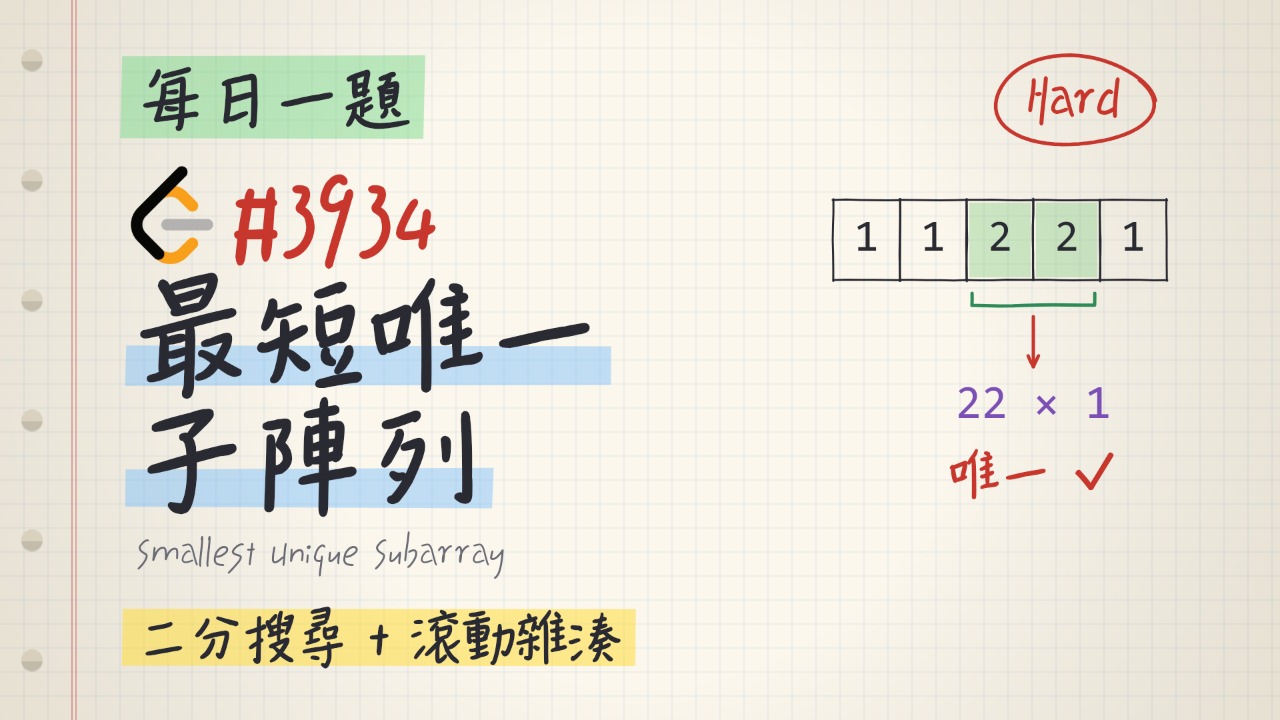 每日一題
Hard
#3934
最短唯一
子陣列
Smallest Unique Subarray
二分搜尋 + 滾動雜湊
1 1 2 2 1
22 × 1
唯一 ✓